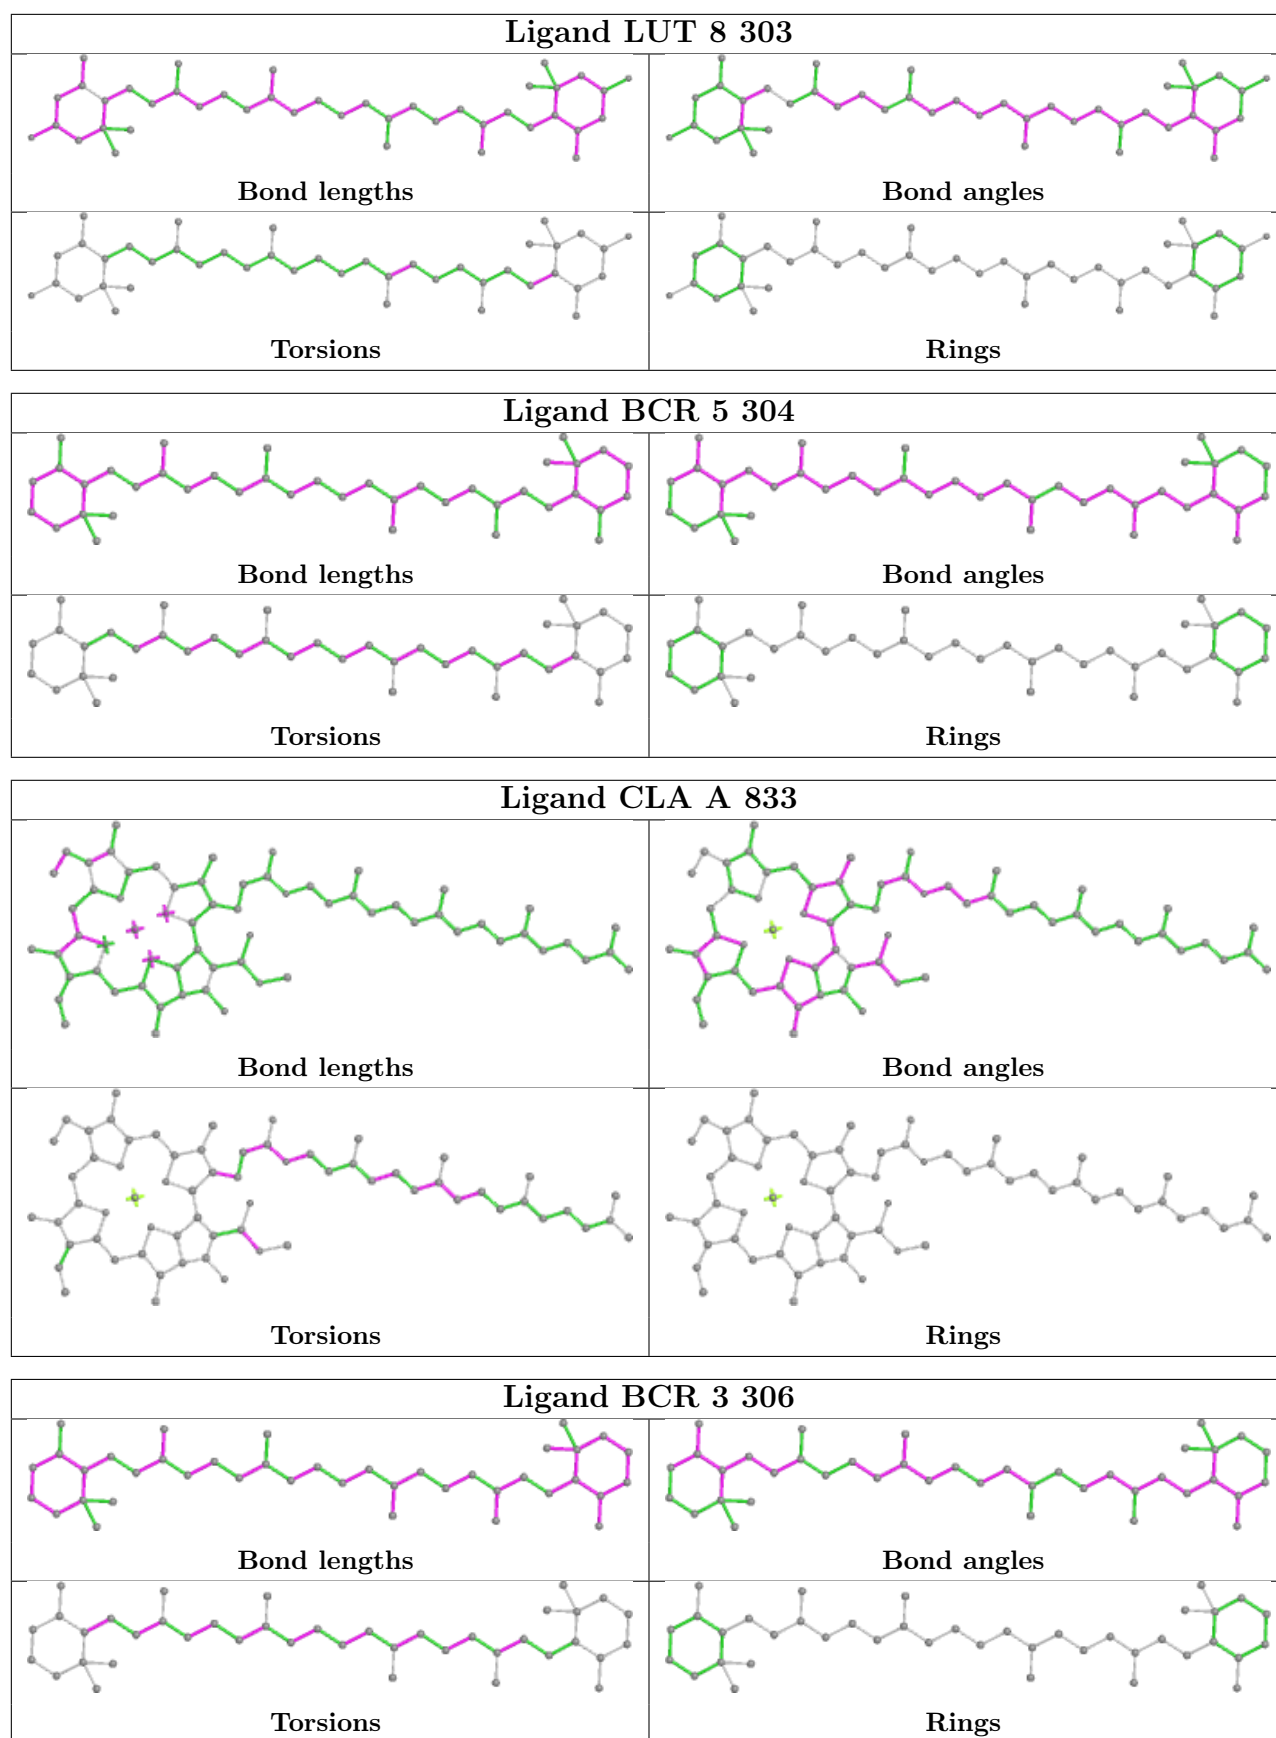 Ligand LUT 8 303
Bond lengths
Bond angles
Torsions
Rings
Ligand BCR 5 304
Bond lengths
Bond angles
Torsions
Rings
Ligand CLA A 833
Bond lengths
Bond angles
Torsions
Rings
Ligand BCR 3 306
Bond lengths
Bond angles
Torsions
Rings